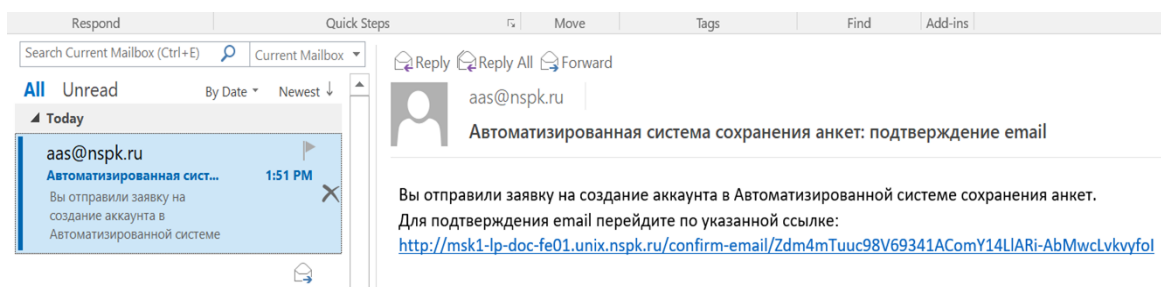 Respond
Quick Steps
Move
Tags
Find
Add-ins
Search Current Mailbox (Ctrl+E)
Current Mailbox
All Unread
By Date Newest ↓
Today
aas@nspk.ru
Автоматизированная сист... 1:51 PM
Вы отправили заявку на
создание аккаунта в
Автоматизированной системе
Reply Reply All Forward
aas@nspk.ru
Автоматизированная система сохранения анкет: подтверждение email
Вы отправили заявку на создание аккаунта в Автоматизированной системе сохранения анкет.
Для подтверждения email перейдите по указанной ссылке:
http://msk1-lp-doc-fe01.unix.nspk.ru/confirm-email/Zdm4mTuuc98V69341AComY14LlARi-AbMwcLvkvyfoI